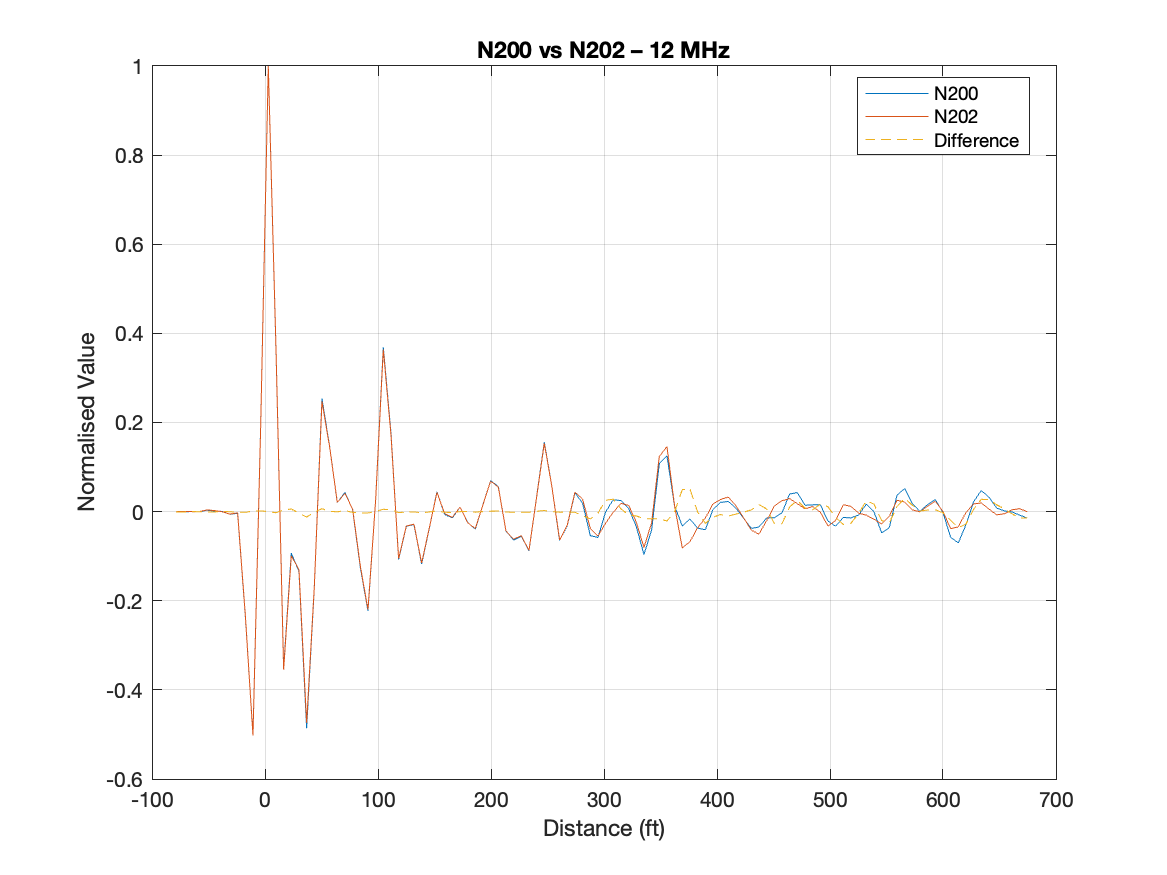 N200 vs N202 – 12 MHz
N200
N202
Difference
1
0.8
0.6
0.4
0.2
0
-0.2
-0.4
-0.6
Normalised Value
-100 0 100 200 300 400 500 600 700
Distance (ft)